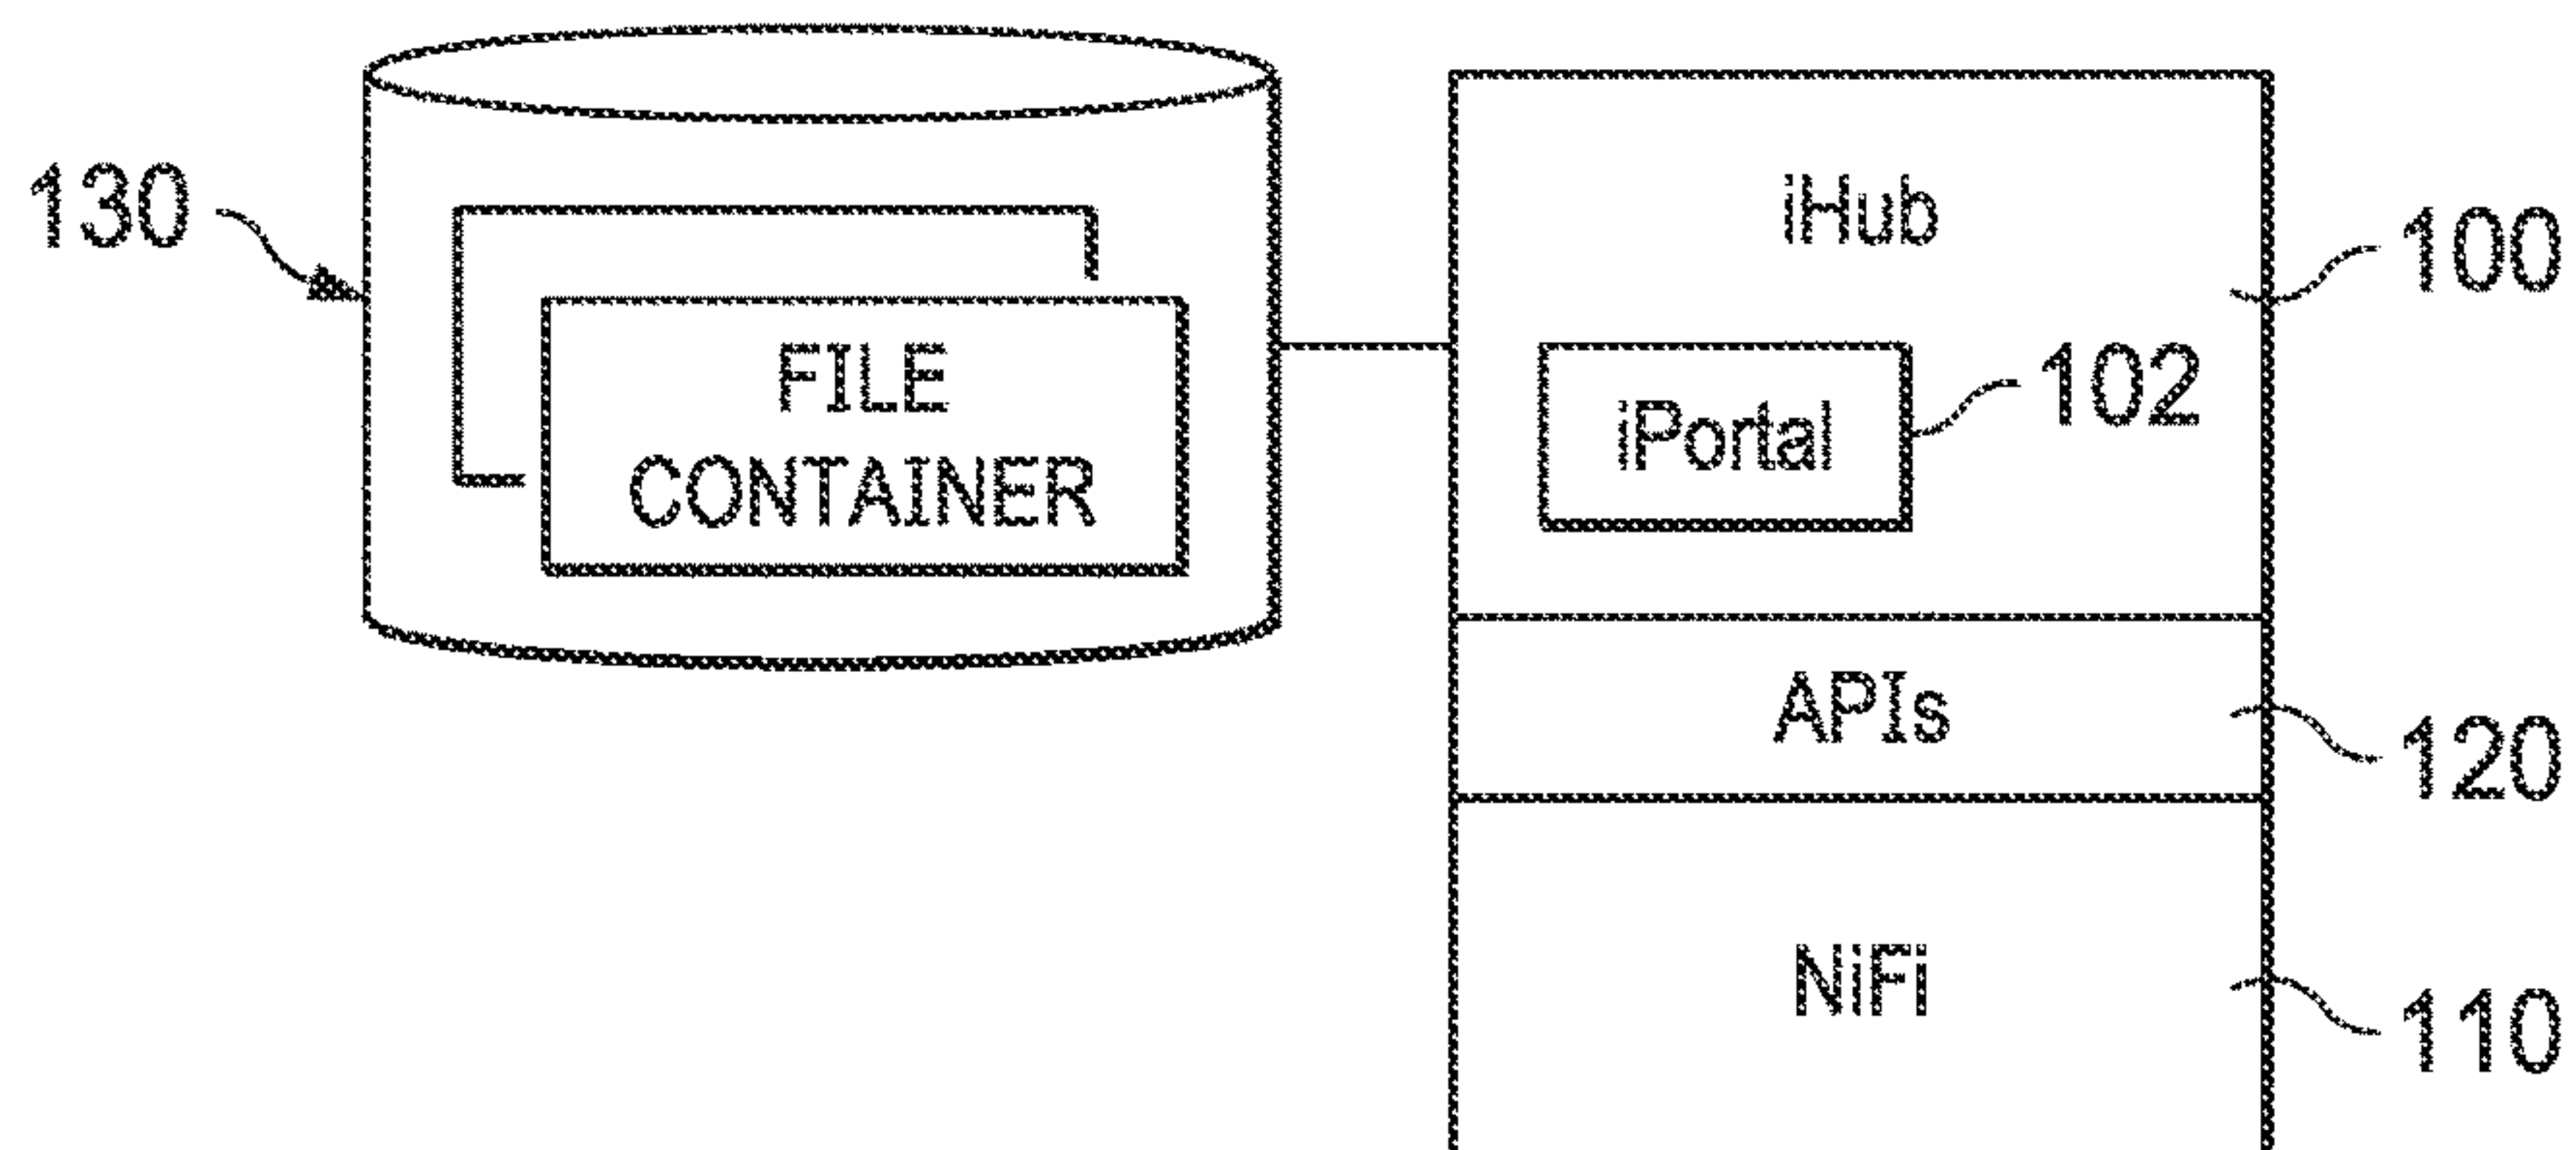 130
FILE
CONTAINER
iHub
100
iPortal
102
APIs
120
NiFi
110